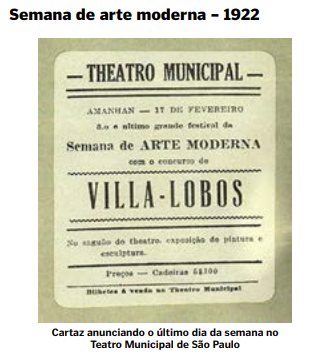 Semana de arte moderna – 1922
— THEATRO MUNICIPAL —
AMANHAN — 17 DE FEVEREIRO
3.o e ultimo grande festival da
Semana de ARTE MODERNA
com o concurso de
VILLA-LOBOS
No saguão do theatro, exposição de pintura e
esculptura.
Preços — Cadeiras 6$300
Bilhetes á venda no Theatro Municipal
Cartaz anunciando o último dia da semana no
Teatro Municipal de São Paulo